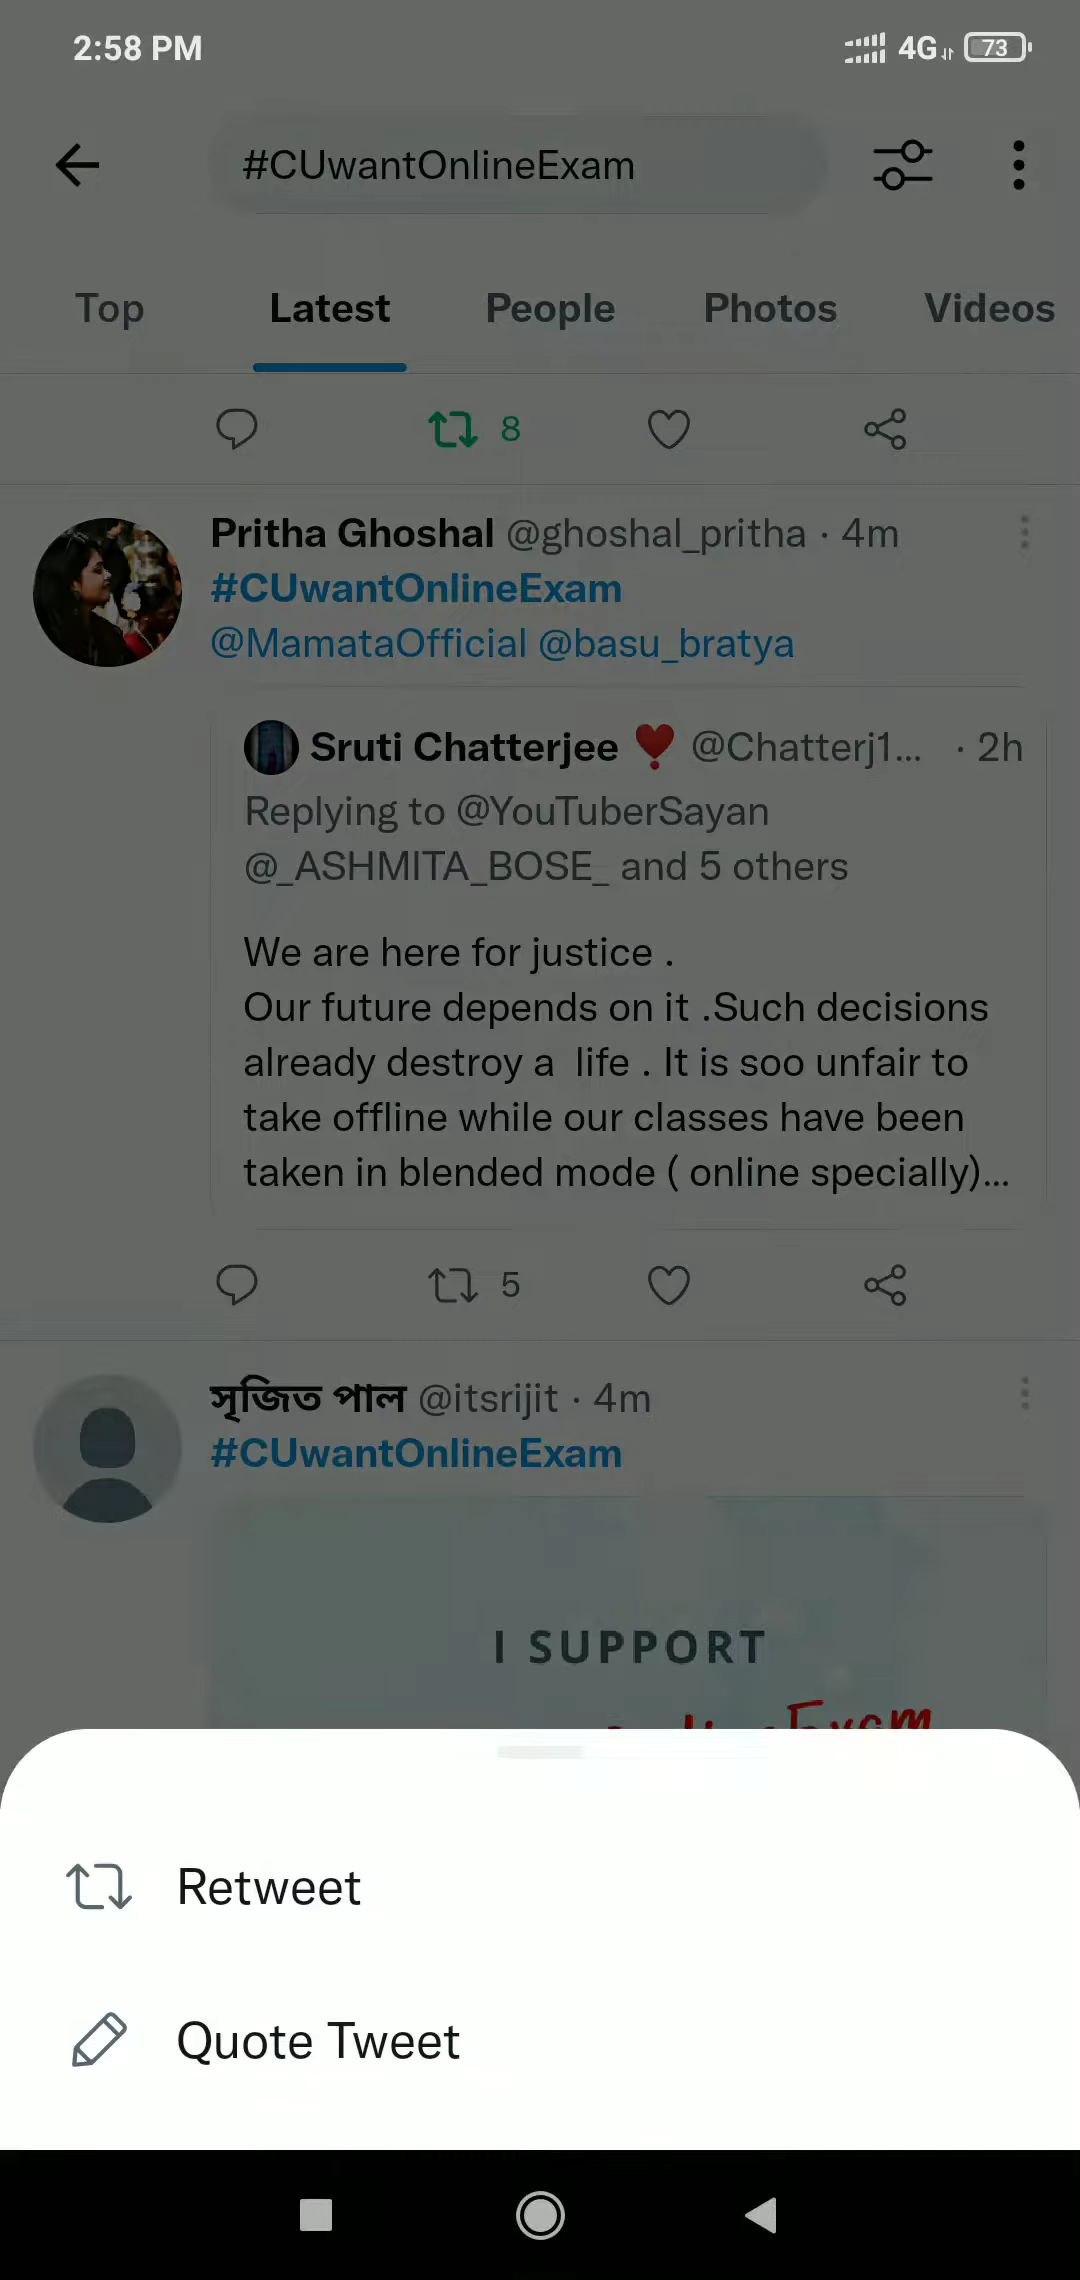 2:58 PM
4G
73
#CUwantOnlineExam
Top Latest People Photos Videos
8
Pritha Ghoshal @ghoshal_pritha · 4m
#CUwantOnlineExam
@MamataOfficial @basu_bratya
Sruti Chatterjee @Chatterj1... · 2h
Replying to @YouTuberSayan
@_ASHMITA_BOSE_ and 5 others
We are here for justice .
Our future depends on it .Such decisions
already destroy a  life . It is soo unfair to
take offline while our classes have been
taken in blended mode ( online specially)...
5
সৃজিত পাল @itsrijit · 4m
#CUwantOnlineExam
I SUPPORT
Retweet
Quote Tweet